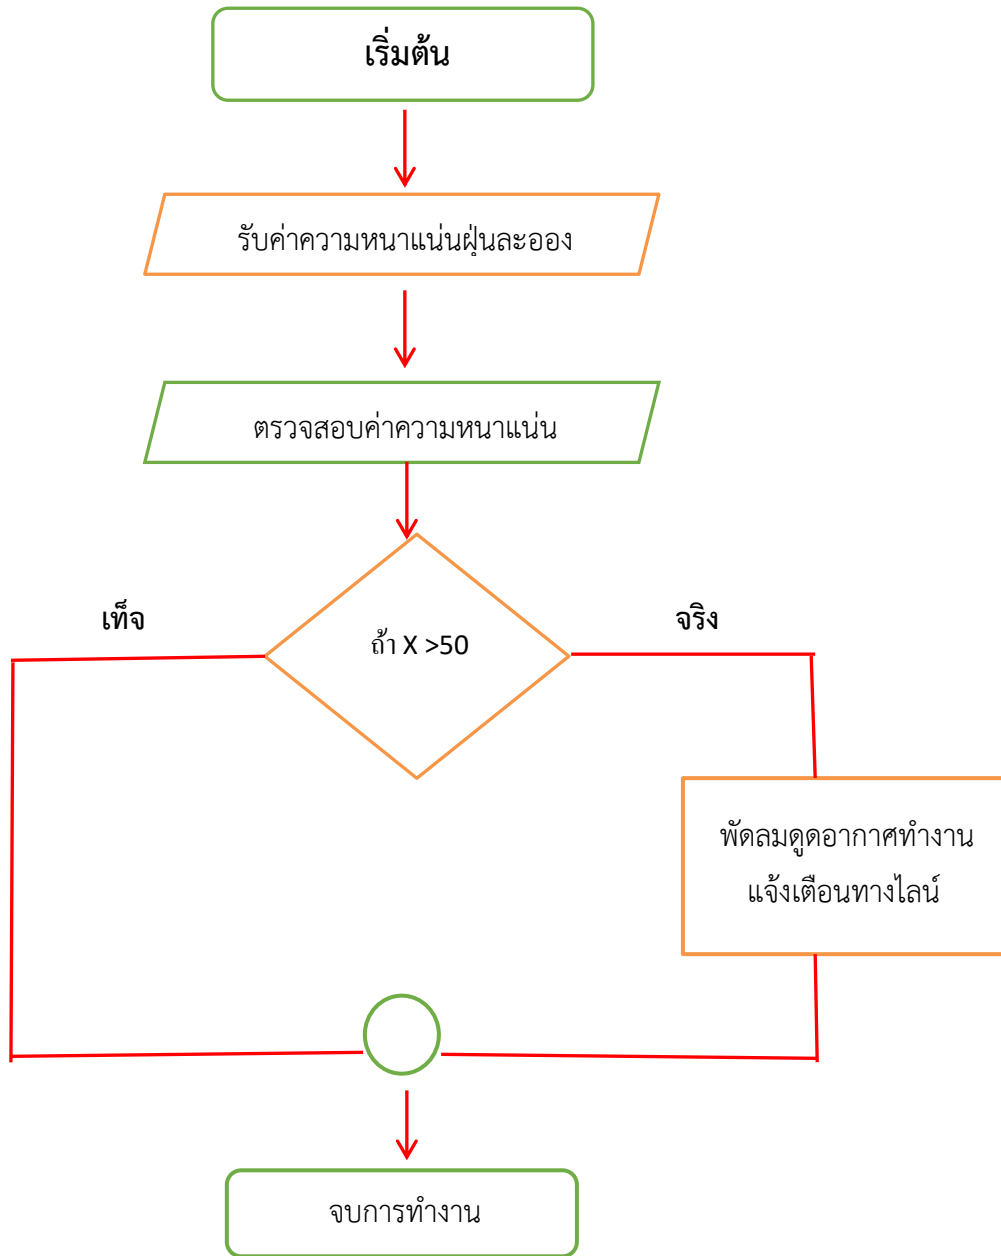 เริ่มต้น
รับค่าความหนาแน่นฝุ่นละออง
ตรวจสอบค่าความหนาแน่น
เท็จ
ถ้า X >50
จริง
พัดลมดูดอากาศทำงาน
แจ้งเตือนทางไลน์
จบการทำงาน